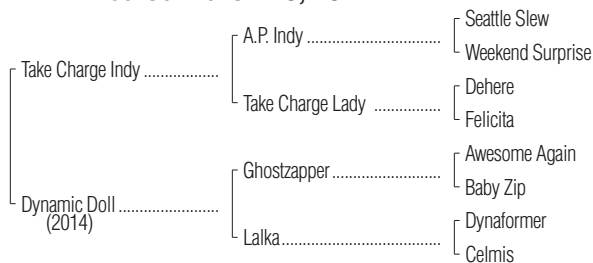 Seattle Slew
A.P. Indy ......................
Weekend Surprise
Take Charge Indy ................
Dehere
Take Charge Lady ..............
Felicita
Awesome Again
Ghostzapper......................
Baby Zip
Dynamic Doll .....................
(2014)
Dynaformer
Lalka.................................
Celmis